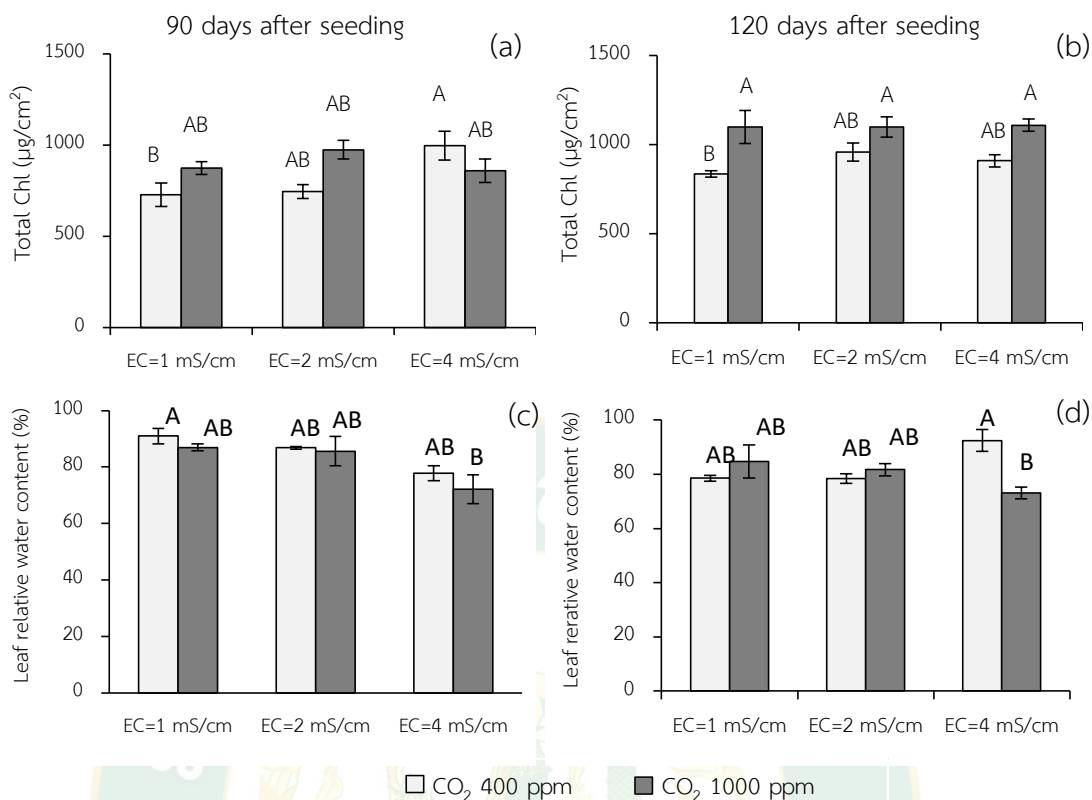 90 days after seeding
120 days after seeding
(a)
Total Chl (µg/cm²)
1500
1000
500
0
B
AB
AB
AB
A
AB
EC=1 mS/cm
EC=2 mS/cm
EC=4 mS/cm
(b)
Total Chl (µg/cm²)
1500
1000
500
0
B
A
AB
A
AB
A
EC=1 mS/cm
EC=2 mS/cm
EC=4 mS/cm
(c)
Leaf relative water content (%)
100
80
60
40
20
0
A
AB
AB
AB
AB
B
EC=1 mS/cm
EC=2 mS/cm
EC=4 mS/cm
(d)
Leaf rerative water content (%)
100
80
60
40
20
0
AB
AB
AB
AB
A
B
EC=1 mS/cm
EC=2 mS/cm
EC=4 mS/cm
CO₂ 400 ppm
CO₂ 1000 ppm